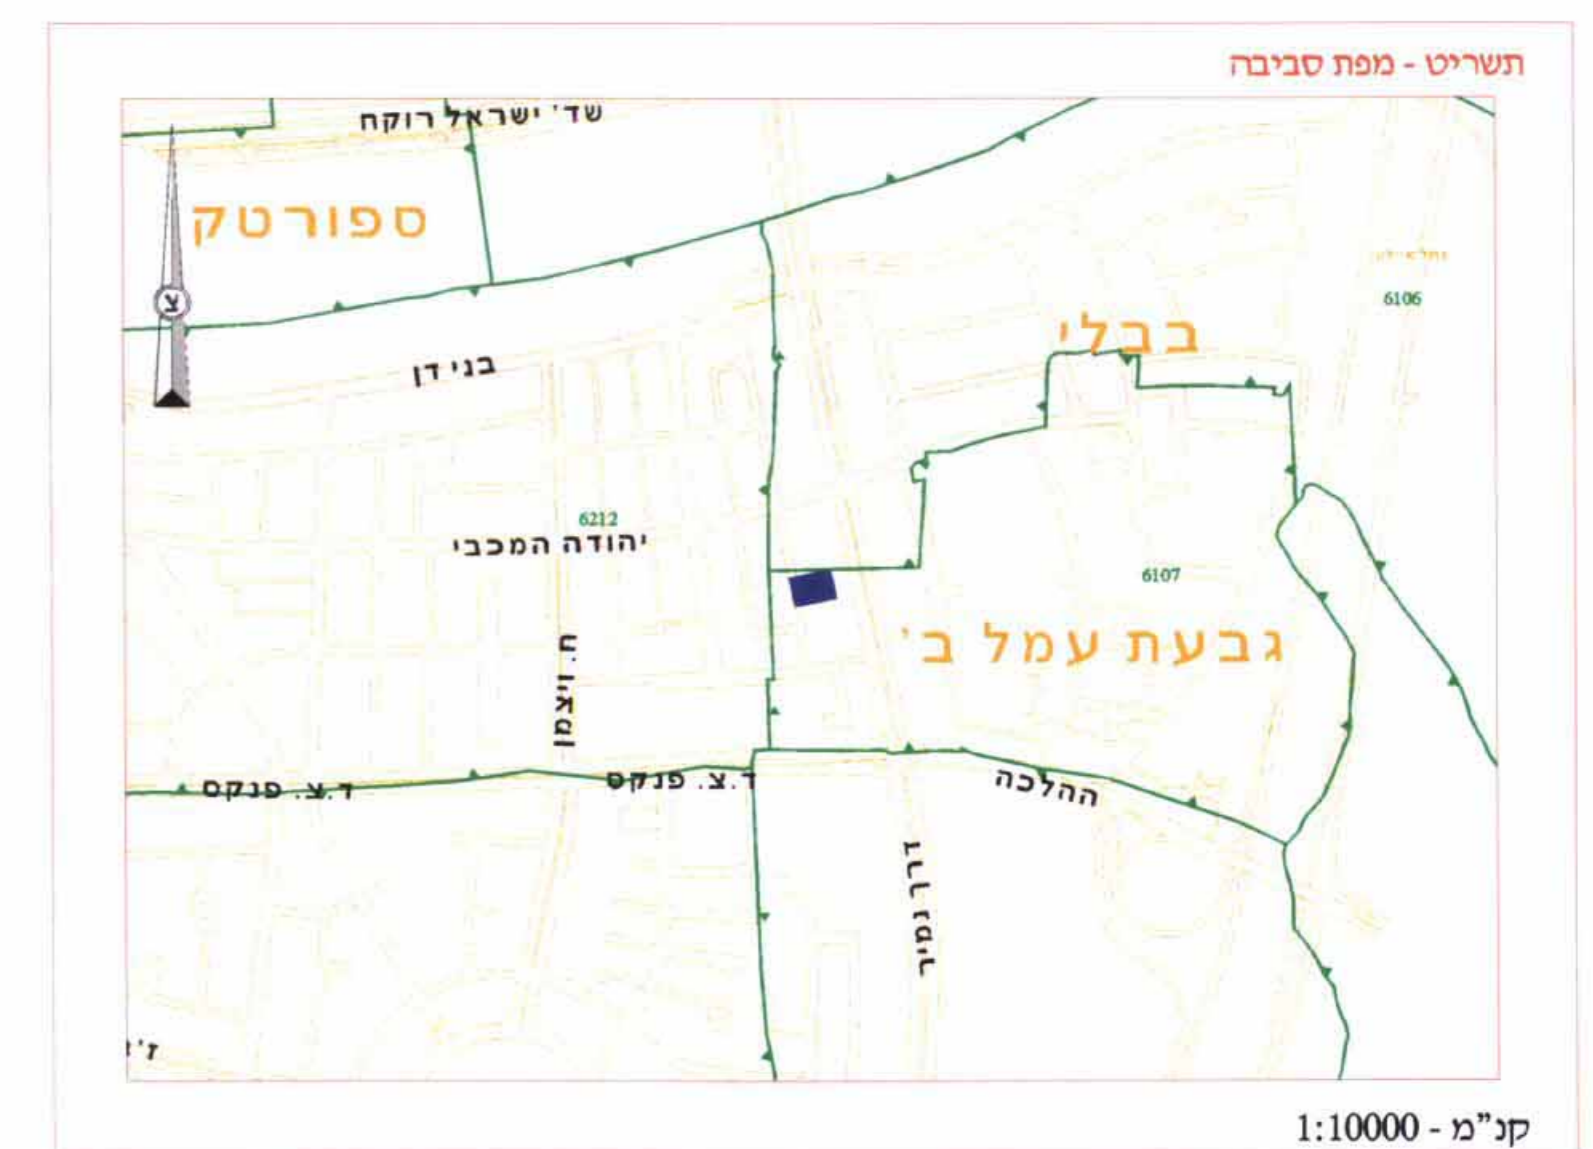 תשריט - מפת סביבה
שד' ישראל רוקח
ספורטק
צ
בבלי
6106
בני דן
6212
יהודה המכבי
6107
גבעת עמל ב'
ח. ויצמן
ד.צ. פנקס
ד.צ. פנקס
ההלכה
דרך נמיר
ז'
קנ"מ - 1:10000